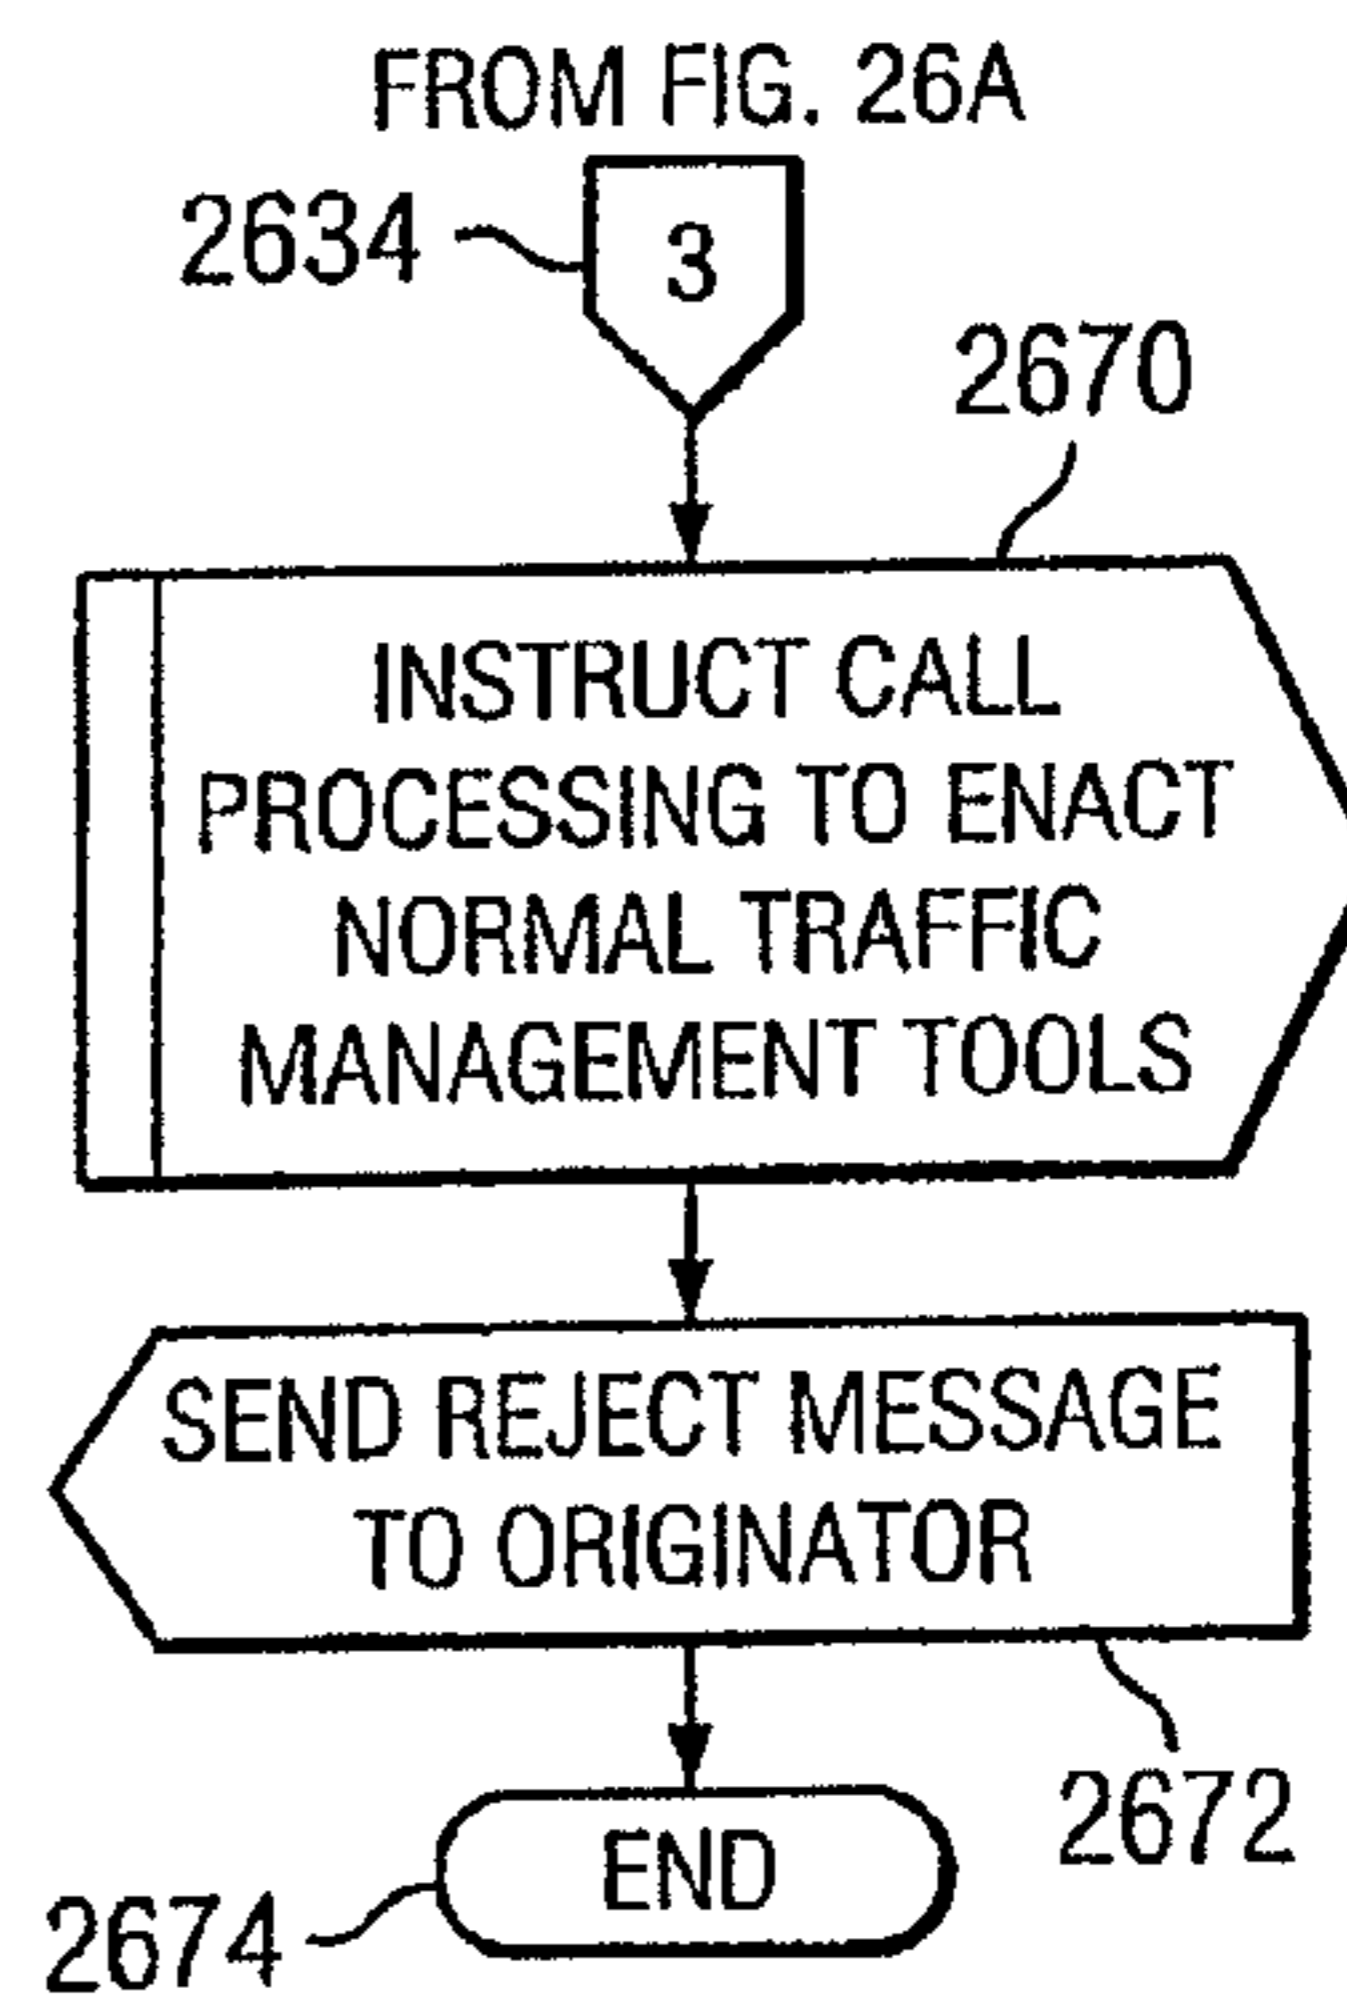 FROM FIG. 26A
2634
3
2670
INSTRUCT CALL
PROCESSING TO ENACT
NORMAL TRAFFIC
MANAGEMENT TOOLS
SEND REJECT MESSAGE
TO ORIGINATOR
2672
END
2674